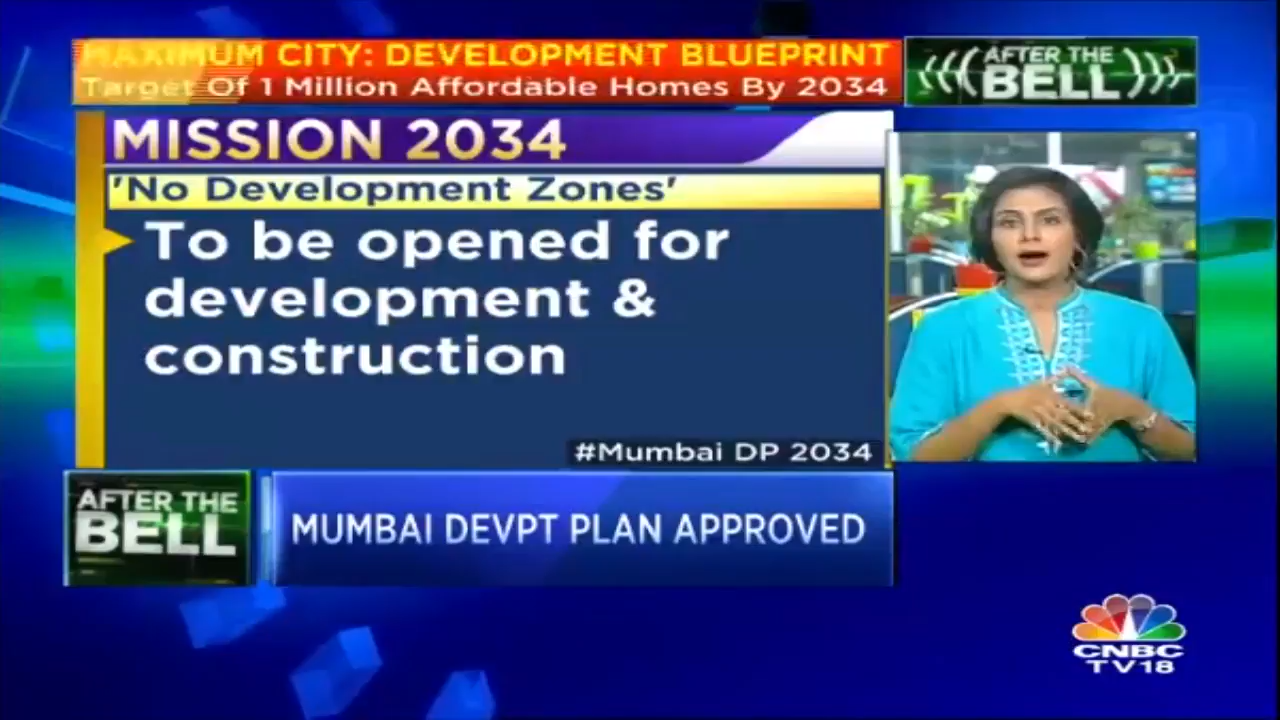 MAXIMUM CITY: DEVELOPMENT BLUEPRINT
Target Of 1 Million Affordable Homes By 2034
AFTER THE
BELL
MISSION 2034
'No Development Zones'
To be opened for
development &
construction
#Mumbai DP 2034
AFTER THE
BELL
MUMBAI DEVPT PLAN APPROVED
CNBC
TV18